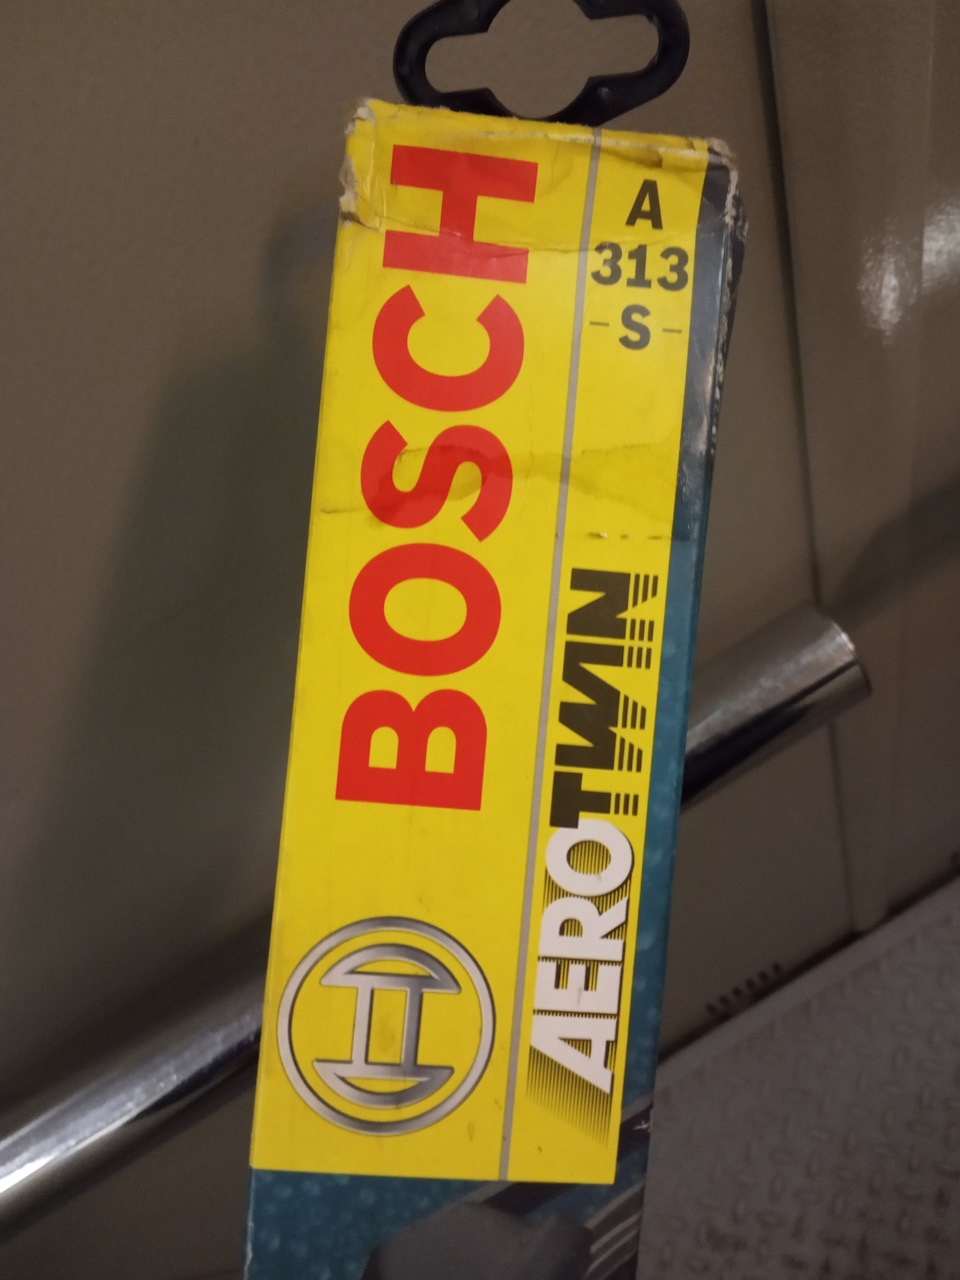 BOSCH
A
313
-S-
AEROTWIN